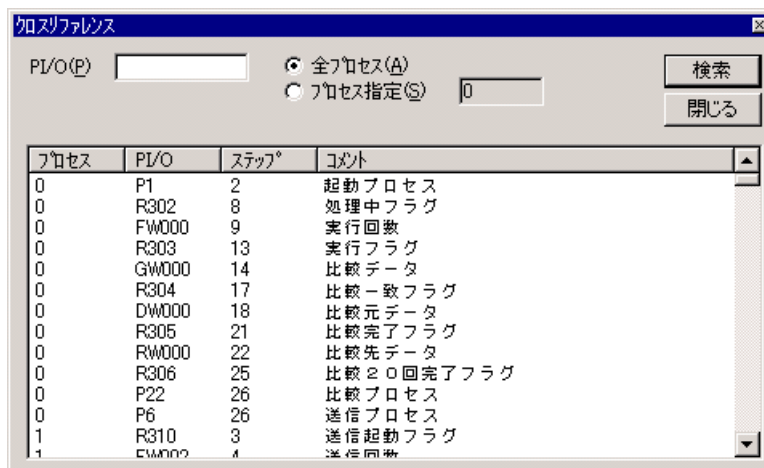 クロスリファレンス
PI/O(P) 全プロセス(A) 検索
プロセス指定(S) 0 閉じる
プロセス PI/O ステップ コメント
0 P1 2 起動プロセス
0 R302 8 処理中フラグ
0 FW000 9 実行回数
0 R303 13 実行フラグ
0 GW000 14 比較データ
0 R304 17 比較一致フラグ
0 DW000 18 比較元データ
0 R305 21 比較完了フラグ
0 RW000 22 比較先データ
0 R306 25 比較20回完了フラグ
0 P22 26 比較プロセス
0 P6 26 送信プロセス
1 R310 3 送信起動フラグ
1 FW002 4 送信回数